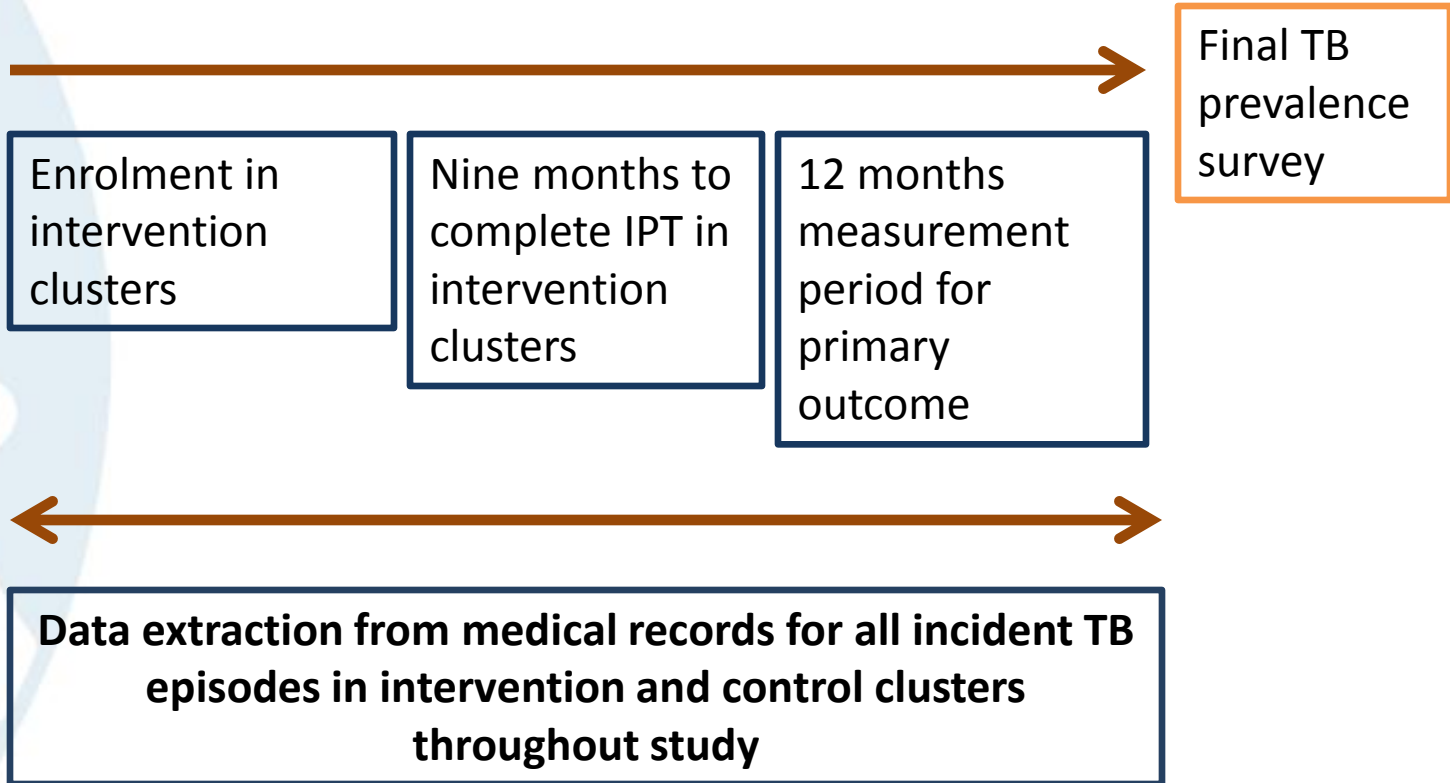 Final TB
prevalence
survey
Enrolment in
intervention
clusters
Nine months to
complete IPT in
intervention
clusters
12 months
measurement
period for
primary
outcome
Data extraction from medical records for all incident TB
episodes in intervention and control clusters
throughout study